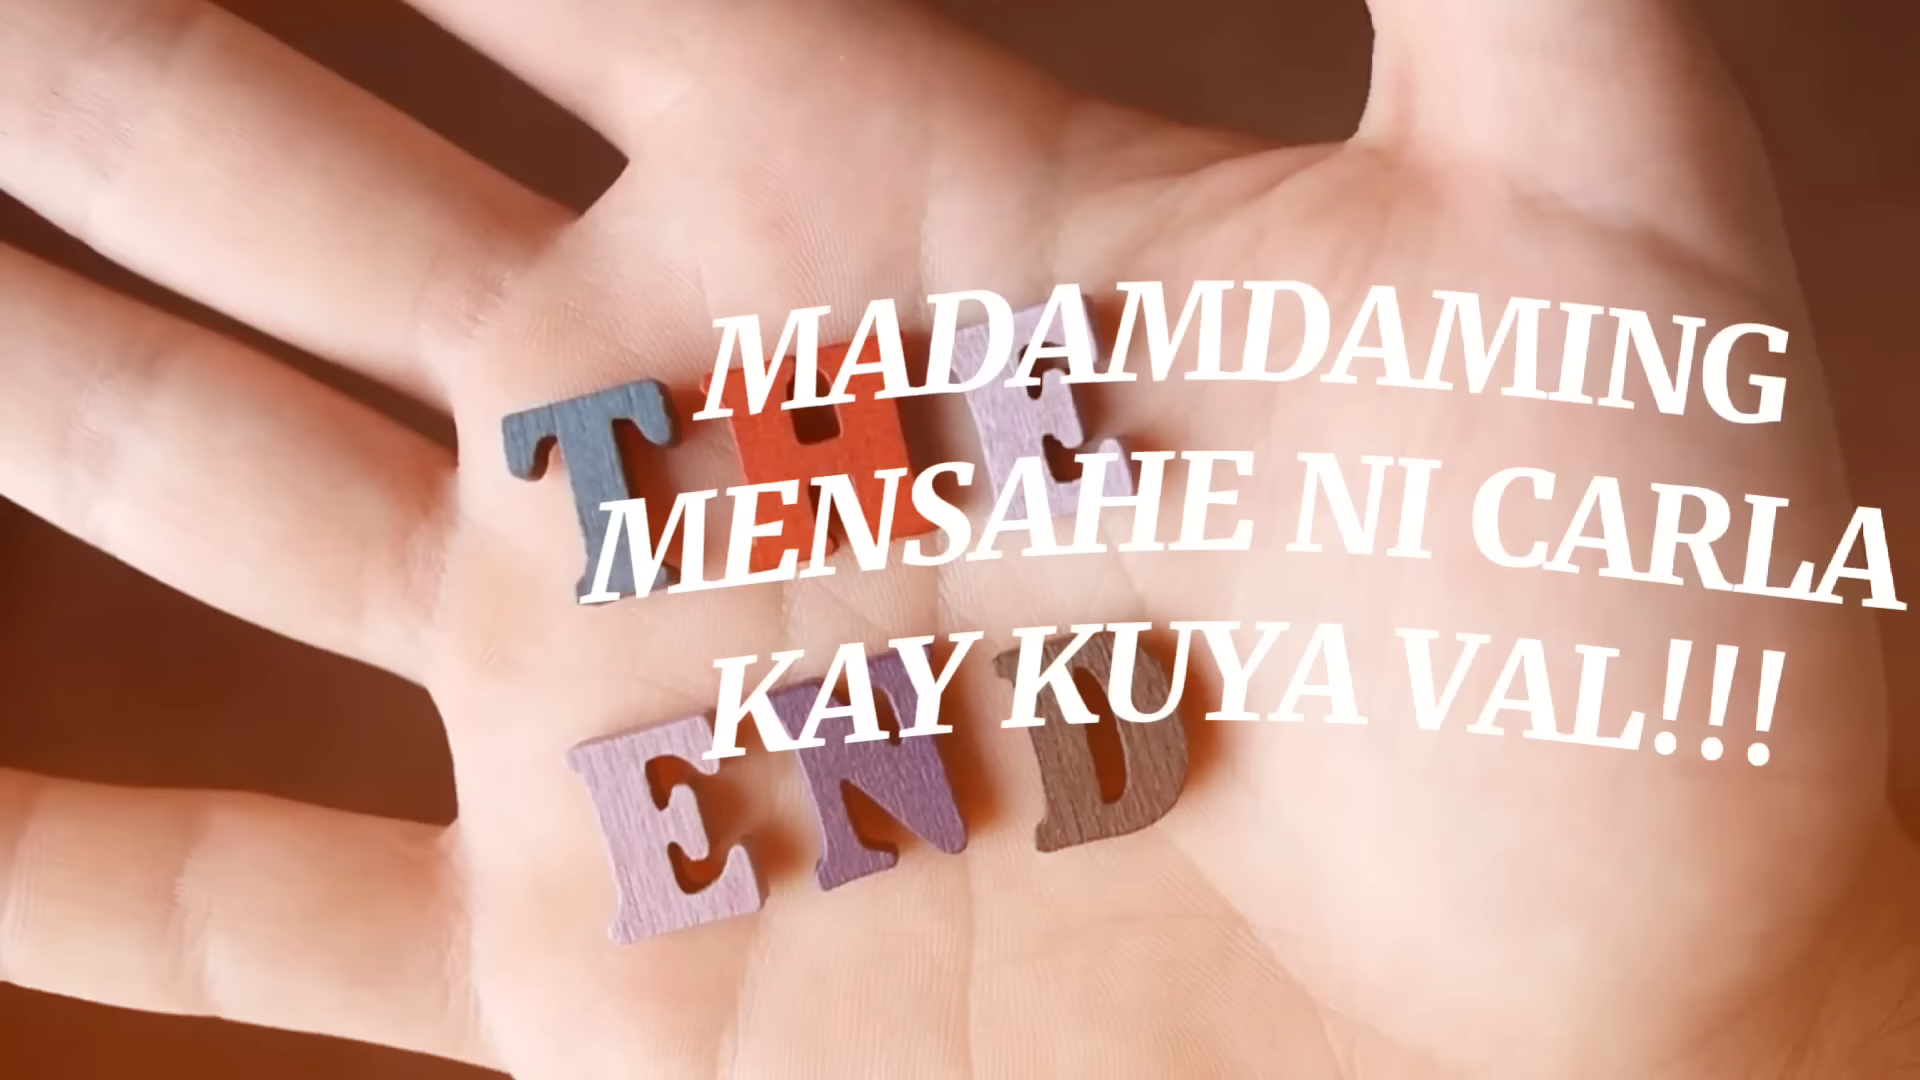 THE
END
MADAMDAMING
MENSAHE NI CARLA
KAY KUYA VAL!!!